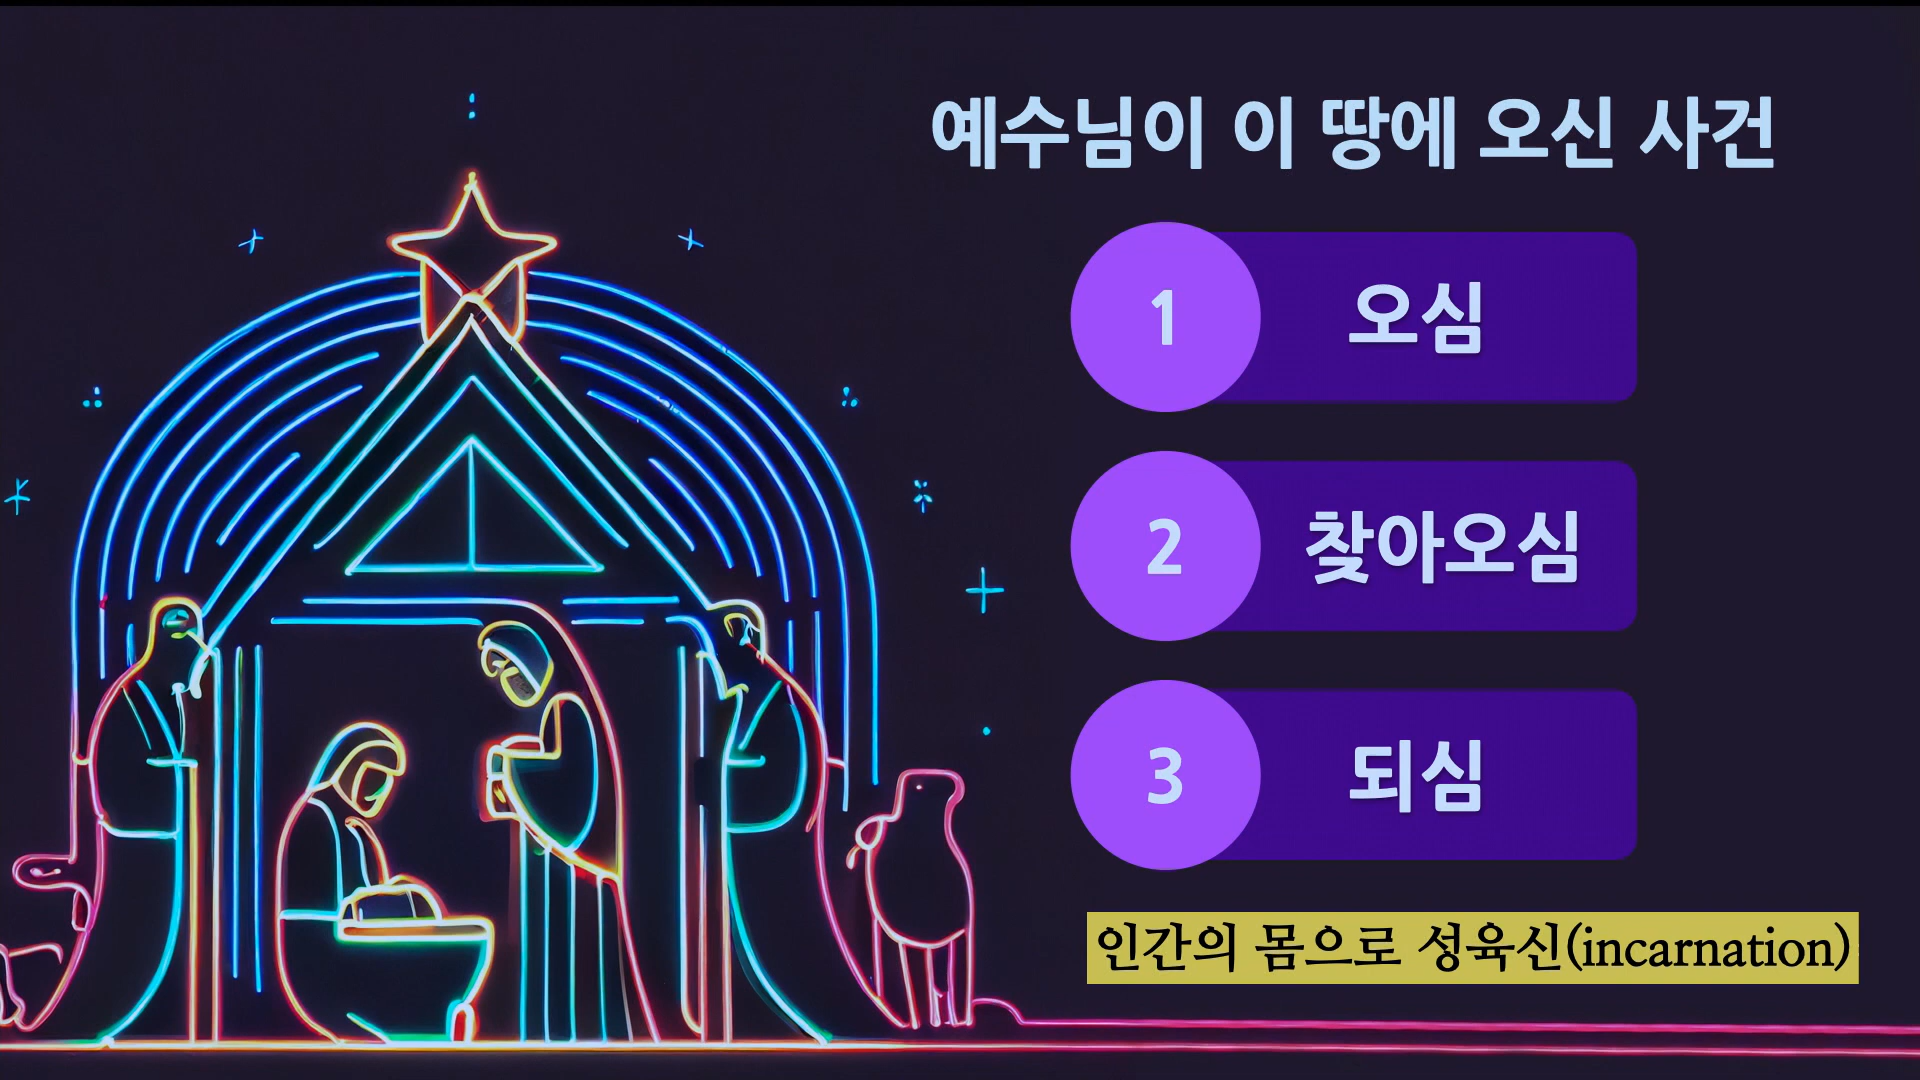 예수님이 이 땅에 오신 사건
1 오심
2 찾아오심
3 되심
인간의 몸으로 성육신(incarnation)